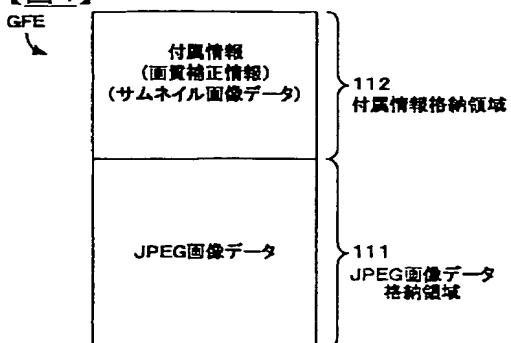 GFE
付属情報
(画質補正情報)
(サムネイル画像データ)
112
付属情報格納領域
JPEG画像データ
111
JPEG画像データ
格納領域